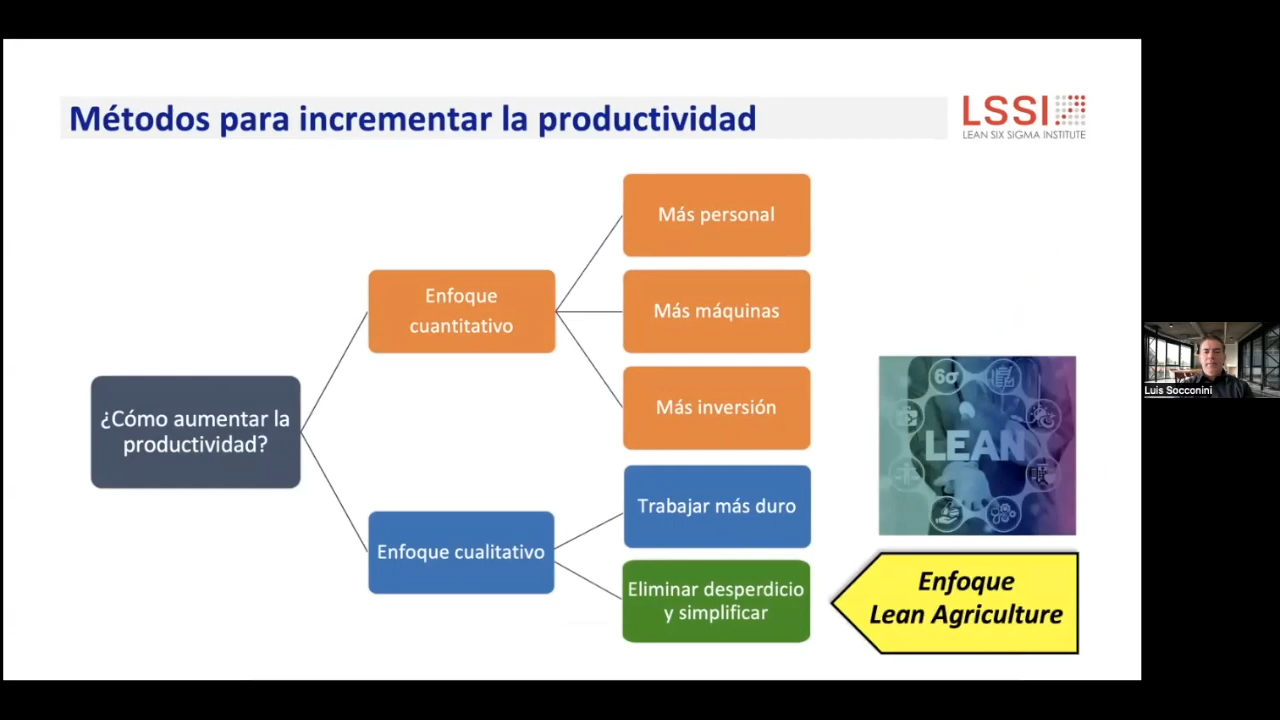 Métodos para incrementar la productividad
LSSI
LEAN SIX SIGMA INSTITUTE
Más personal
Enfoque
cuantitativo
Más máquinas
Más inversión
¿Cómo aumentar la
productividad?
Trabajar más duro
Enfoque cualitativo
Eliminar desperdicio
y simplificar
6σ
LEAN
Enfoque
Lean Agriculture
Luis Socconini